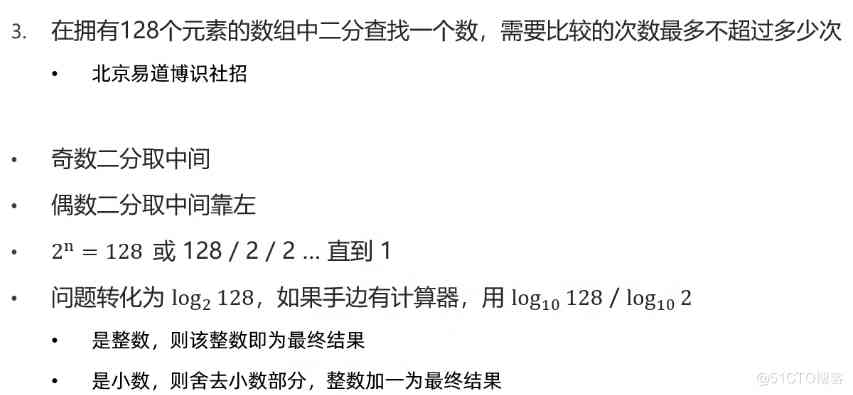 3. 在拥有128个元素的数组中二分查找一个数，需要比较的次数最多不超过多少次
• 北京易道博识社招
• 奇数二分取中间
• 偶数二分取中间靠左
• 2ⁿ = 128 或 128 / 2 / 2 ... 直到 1
• 问题转化为 log₂ 128，如果手边有计算器，用 log₁₀ 128 / log₁₀ 2
• 是整数，则该整数即为最终结果
• 是小数，则舍去小数部分，整数加一为最终结果
@51CTO博客